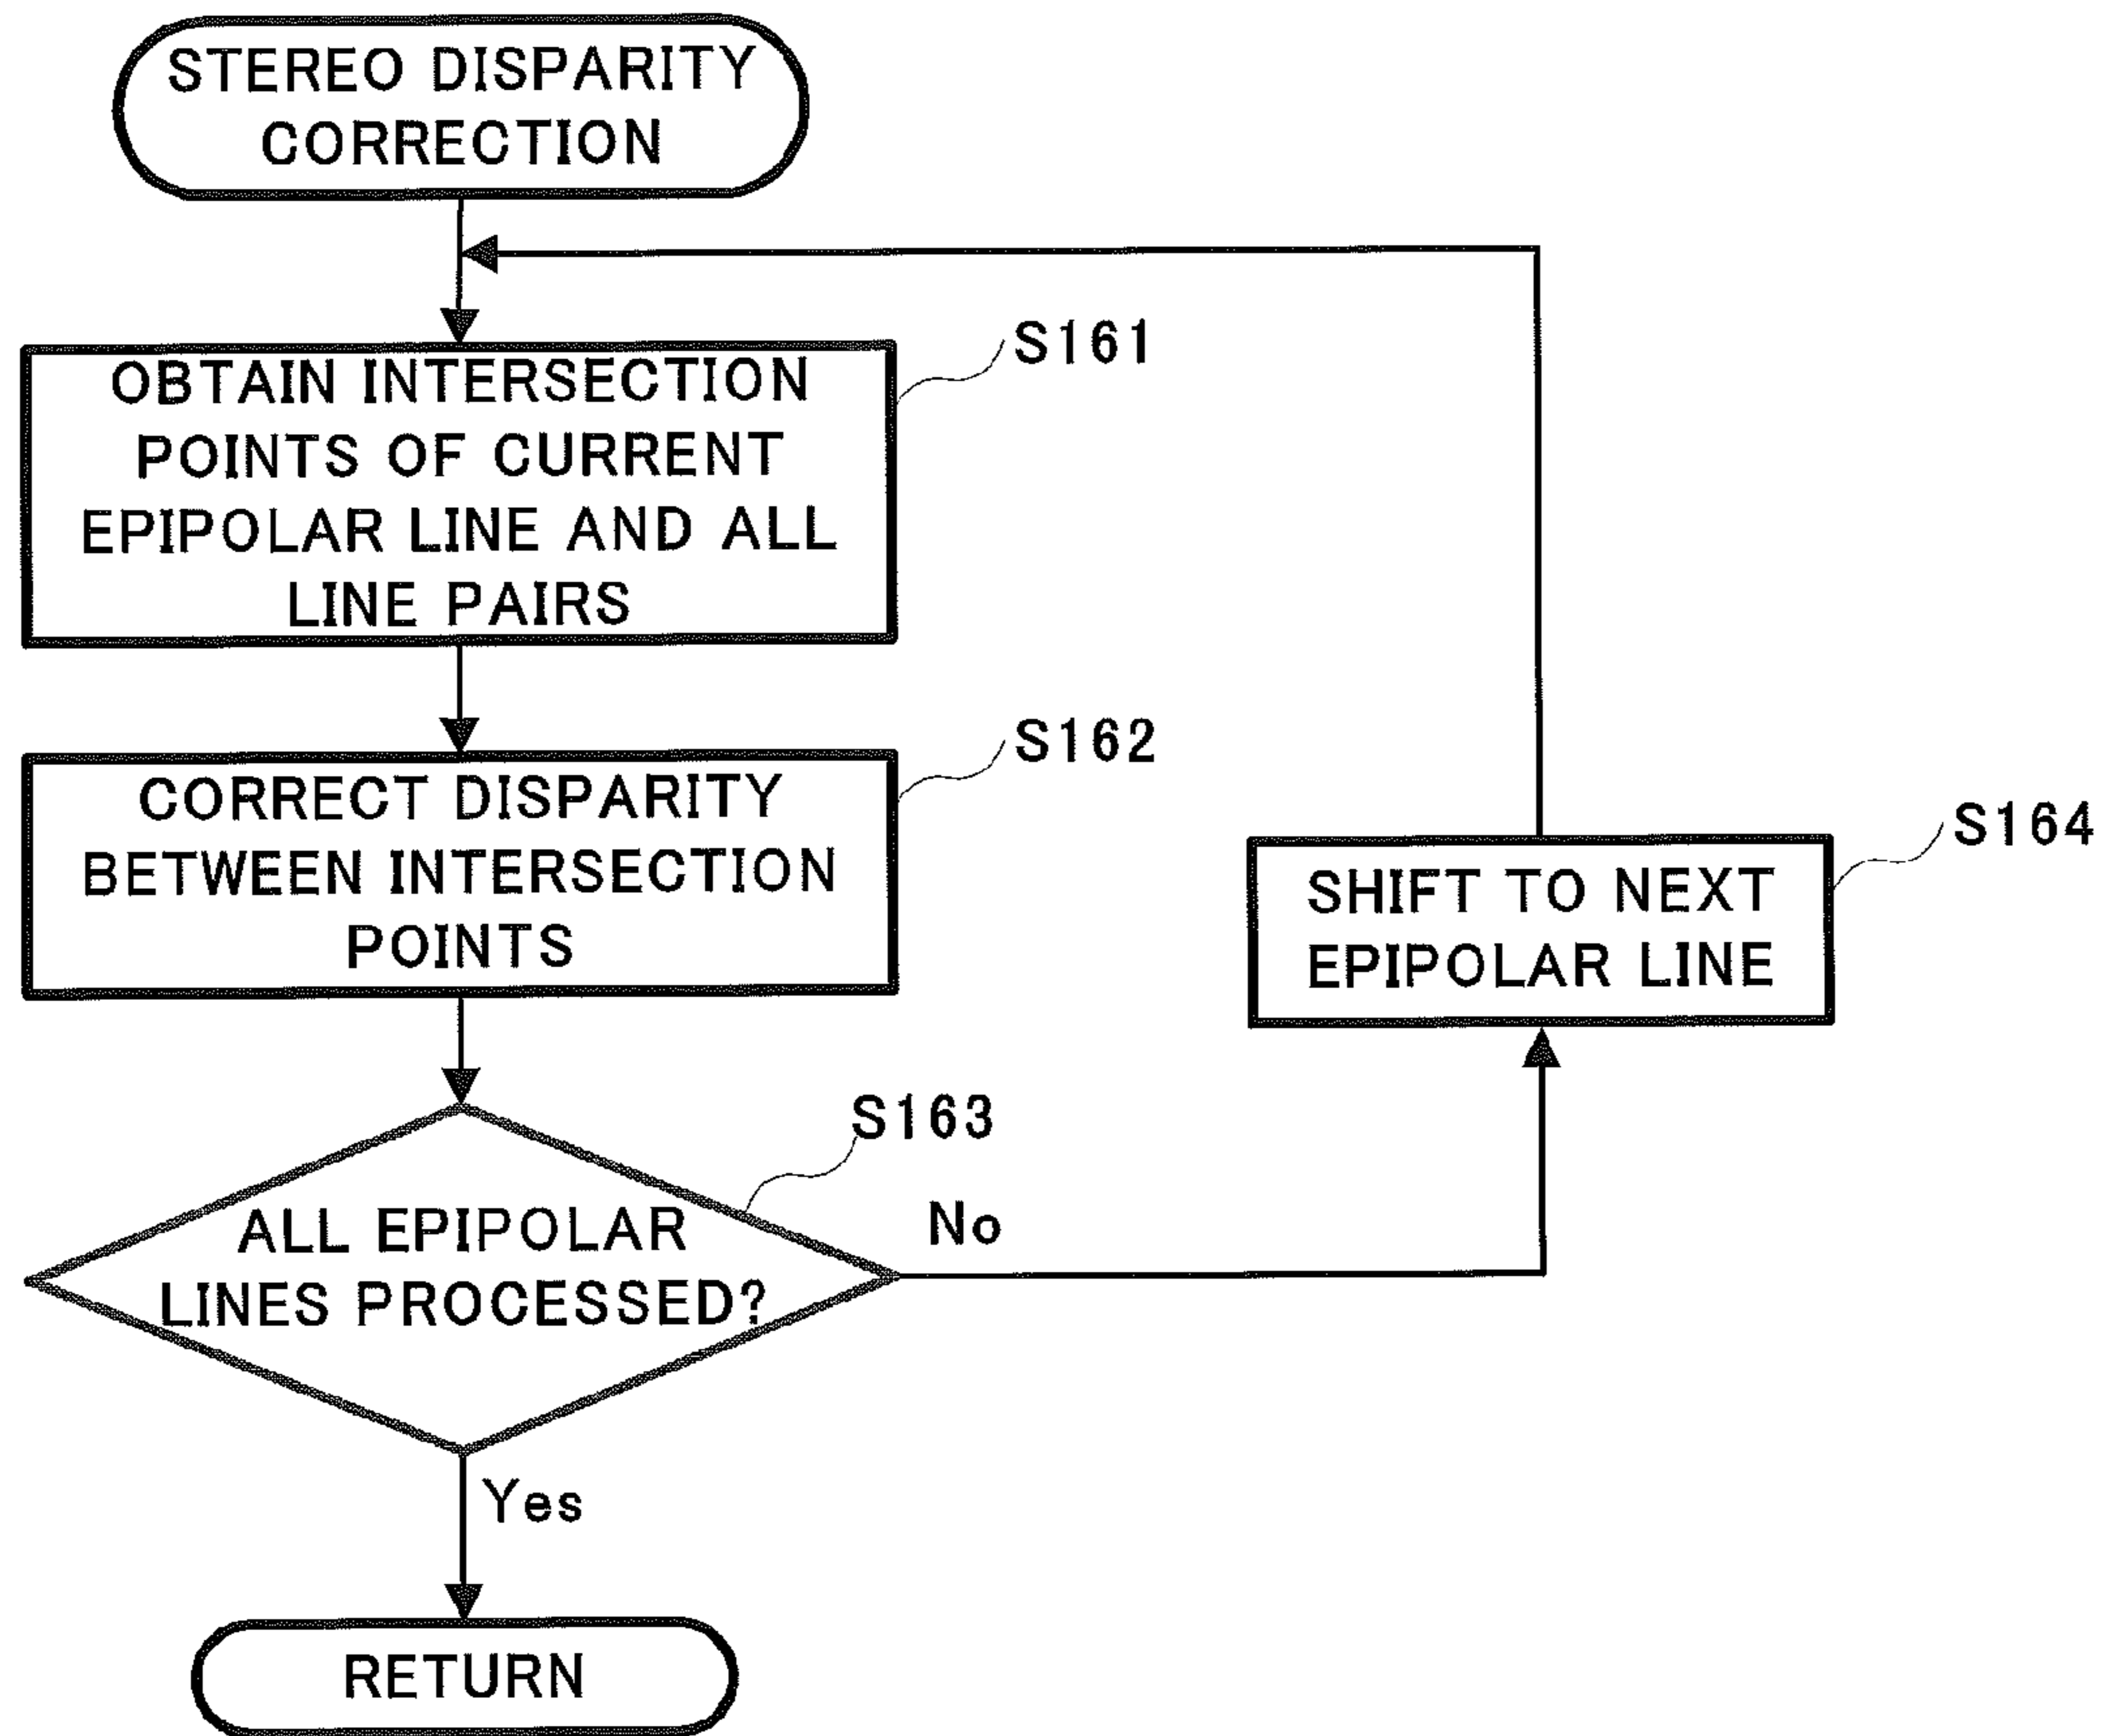 STEREO DISPARITY
CORRECTION
S161
OBTAIN INTERSECTION
POINTS OF CURRENT
EPIPOLAR LINE AND ALL
LINE PAIRS
S162
CORRECT DISPARITY
BETWEEN INTERSECTION
POINTS
S164
SHIFT TO NEXT
EPIPOLAR LINE
S163
ALL EPIPOLAR
LINES PROCESSED?
No
Yes
RETURN